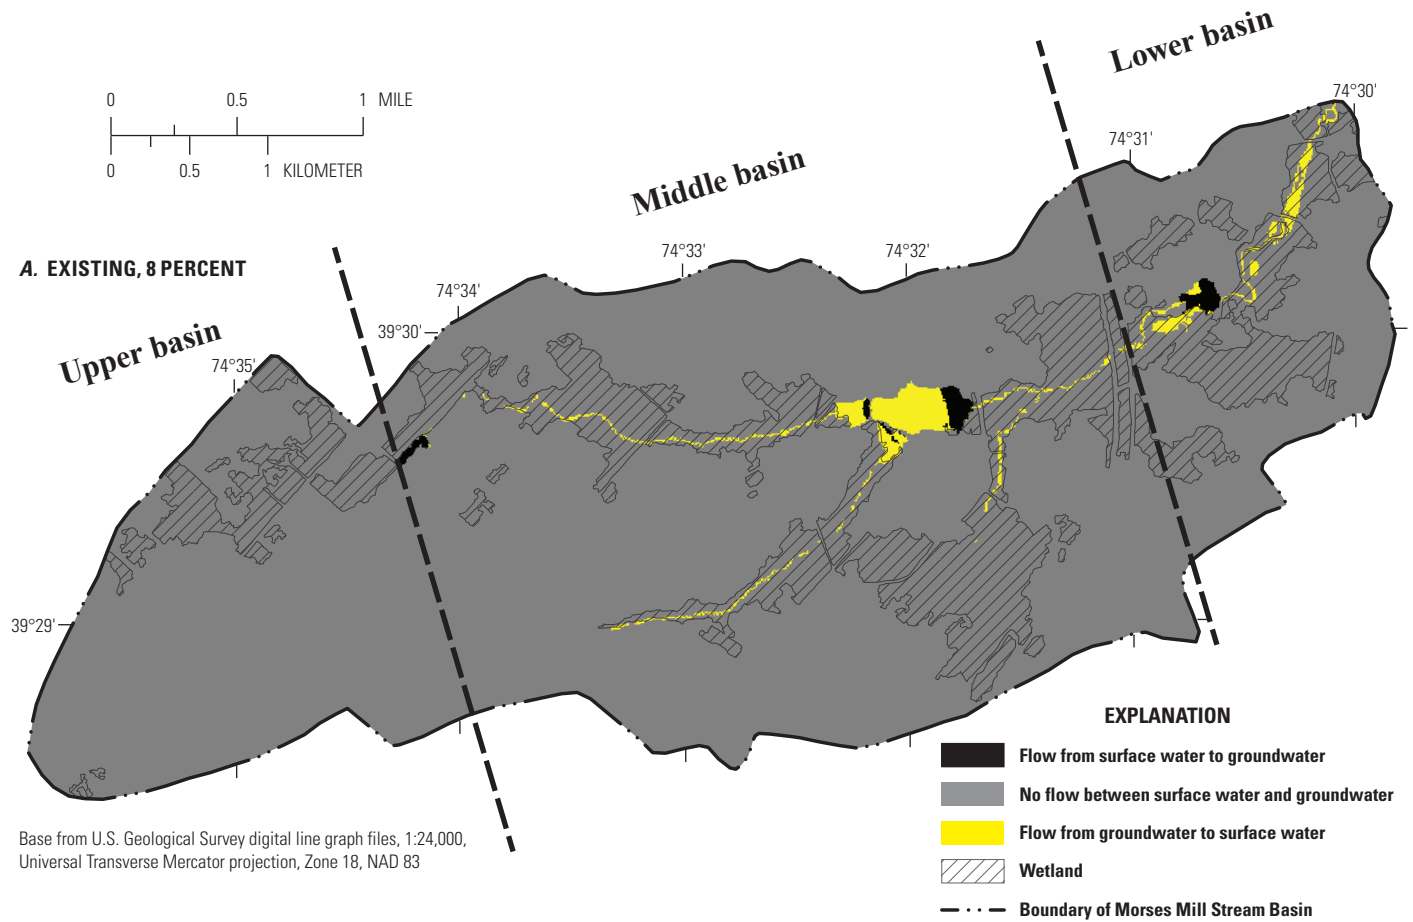 Lower basin
74°30'
0 0.5 1 MILE
74°31'
0 0.5 1 KILOMETER
Middle basin
74°33'
74°32'
A. EXISTING, 8 PERCENT
74°34'
39°30'
Upper basin
74°35'
39°29'
EXPLANATION
Flow from surface water to groundwater
No flow between surface water and groundwater
Flow from groundwater to surface water
Wetland
Boundary of Morses Mill Stream Basin
Base from U.S. Geological Survey digital line graph files, 1:24,000,
Universal Transverse Mercator projection, Zone 18, NAD 83